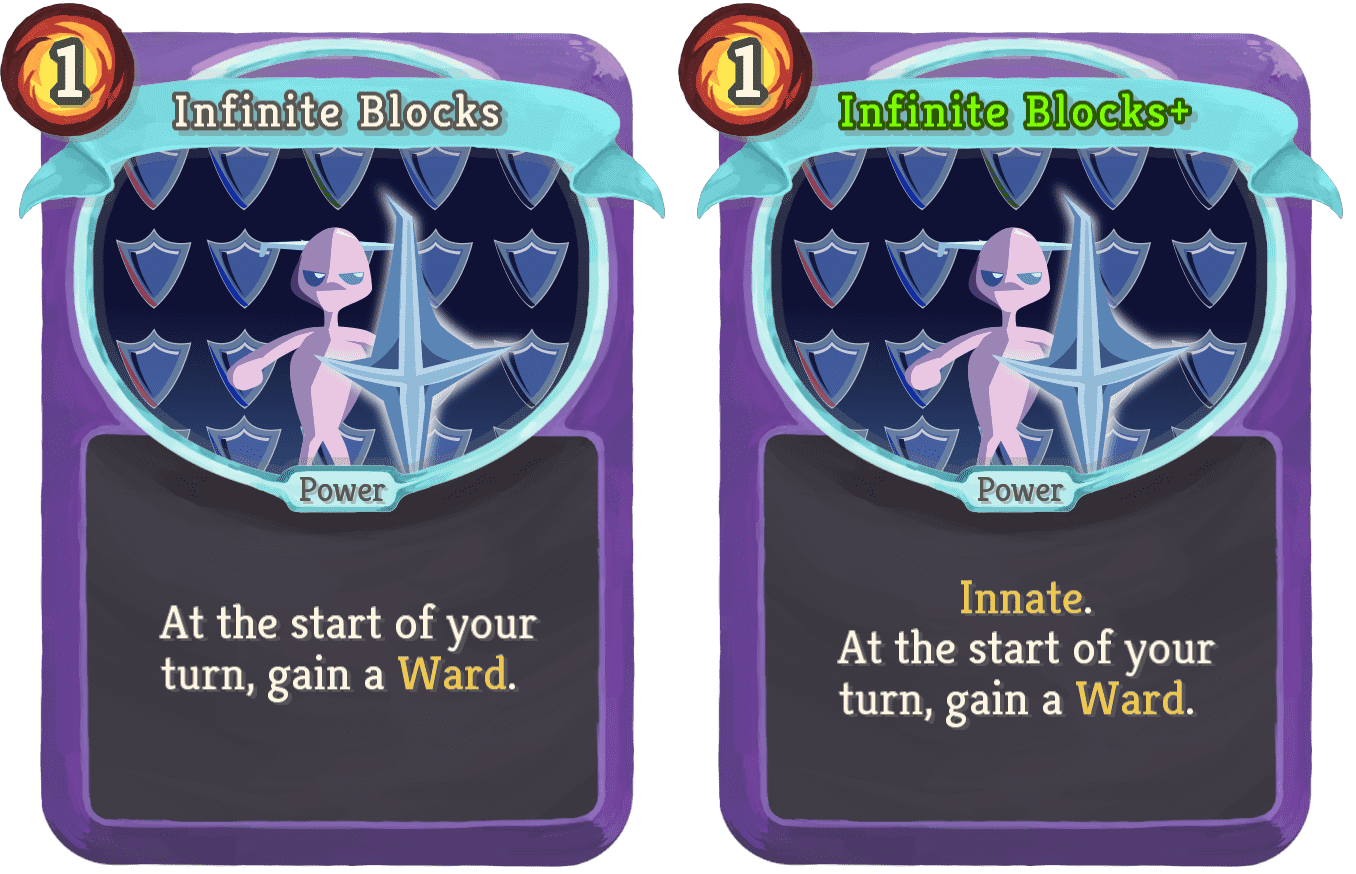 1
Infinite Blocks
Power
At the start of your
turn, gain a Ward.
1
Infinite Blocks+
Power
Innate.
At the start of your
turn, gain a Ward.